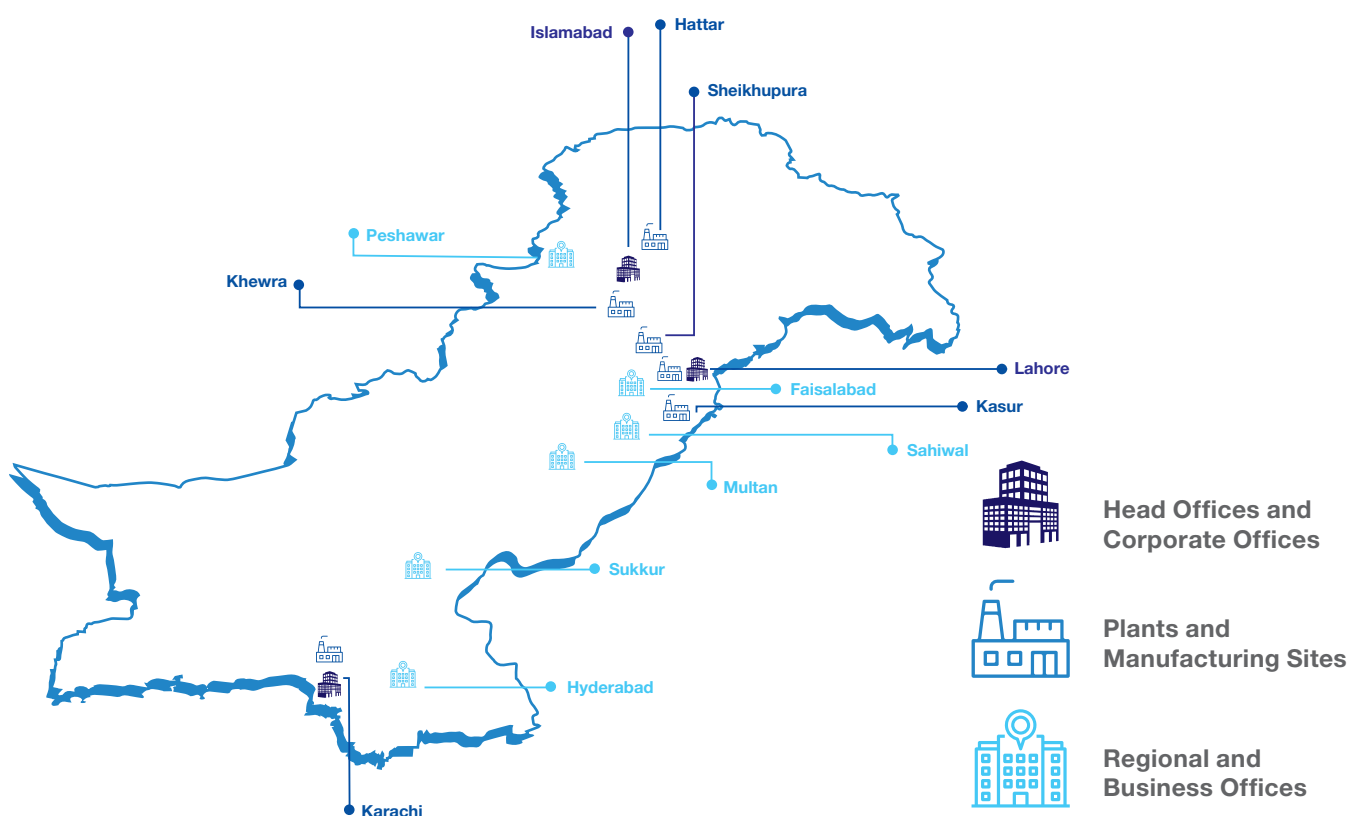 Hattar
Islamabad
Sheikhupura
Peshawar
Khewra
Lahore
Faisalabad
Kasur
Sahiwal
Multan
Sukkur
Hyderabad
Karachi
Head Offices and
Corporate Offices
Plants and
Manufacturing Sites
Regional and
Business Offices